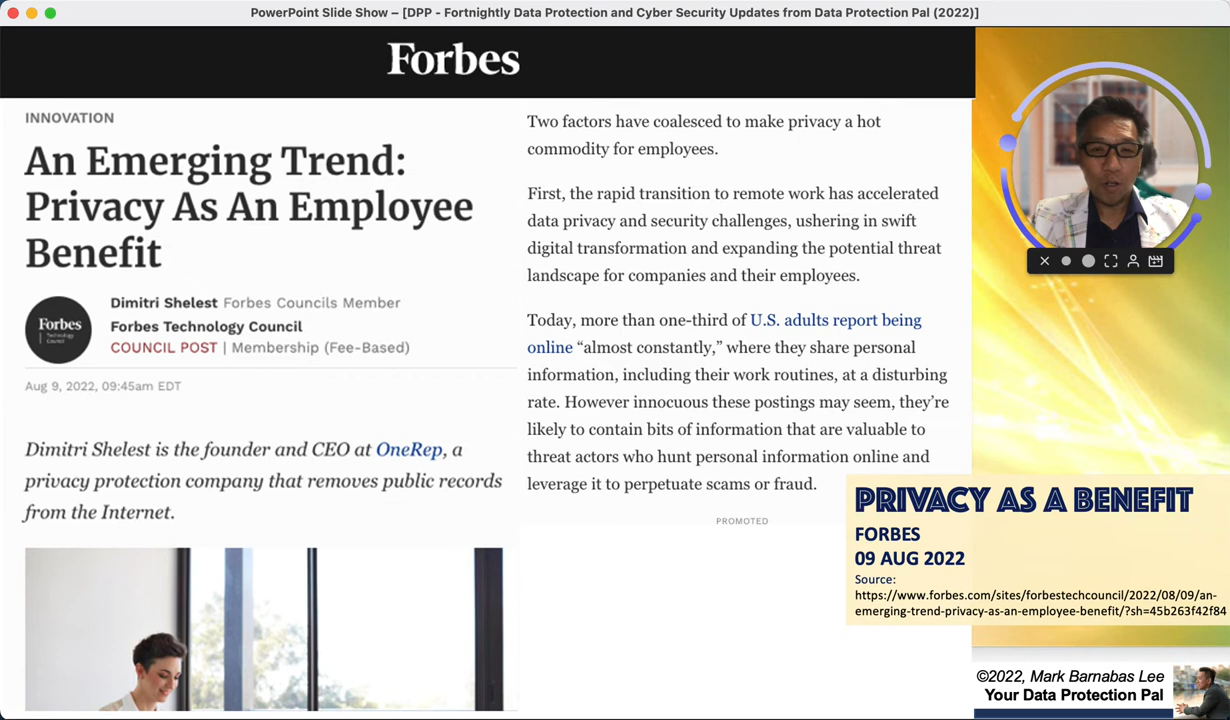 PowerPoint Slide Show – [DPP - Fortnightly Data Protection and Cyber Security Updates from Data Protection Pal (2022)]
Forbes
INNOVATION
An Emerging Trend:
Privacy As An Employee
Benefit
Forbes
Technology
Council
Dimitri Shelest Forbes Councils Member
Forbes Technology Council
COUNCIL POST | Membership (Fee-Based)
Aug 9, 2022, 09:45am EDT
Dimitri Shelest is the founder and CEO at OneRep, a
privacy protection company that removes public records
from the Internet.
Two factors have coalesced to make privacy a hot
commodity for employees.
First, the rapid transition to remote work has accelerated
data privacy and security challenges, ushering in swift
digital transformation and expanding the potential threat
landscape for companies and their employees.
Today, more than one-third of U.S. adults report being
online “almost constantly,” where they share personal
information, including their work routines, at a disturbing
rate. However innocuous these postings may seem, they’re
likely to contain bits of information that are valuable to
threat actors who hunt personal information online and
leverage it to perpetuate scams or fraud.
PROMOTED
PRIVACY AS A BENEFIT
FORBES
09 AUG 2022
Source:
https://www.forbes.com/sites/forbestechcouncil/2022/08/09/an-
emerging-trend-privacy-as-an-employee-benefit/?sh=45b263f42f84
©2022, Mark Barnabas Lee
Your Data Protection Pal